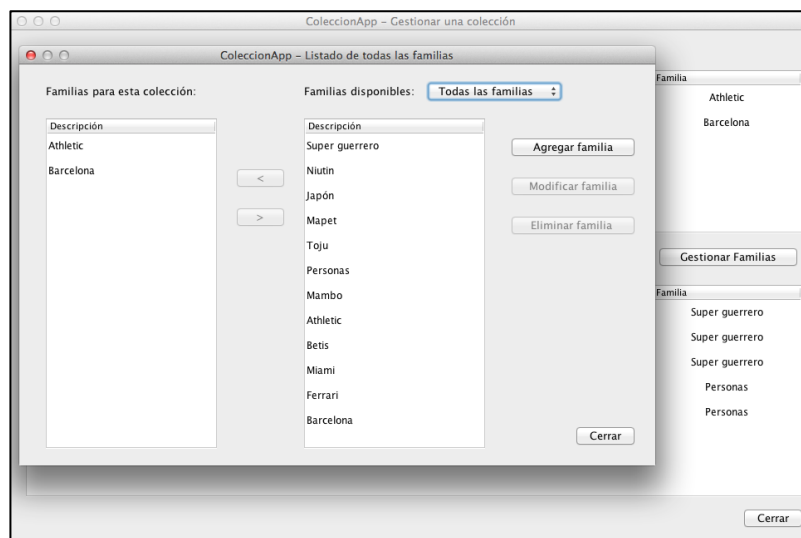 ColeccionApp – Gestionar una colección
ColeccionApp – Listado de todas las familias
Familias para esta colección:
Familias disponibles:
Todas las familias
Descripción
Athletic
Barcelona
<
>
Descripción
Super guerrero
Niutin
Japón
Mapet
Toju
Personas
Mambo
Athletic
Betis
Miami
Ferrari
Barcelona
Agregar familia
Modificar familia
Eliminar familia
Cerrar
Familia
Athletic
Barcelona
Gestionar Familias
Familia
Super guerrero
Super guerrero
Super guerrero
Personas
Personas
Cerrar